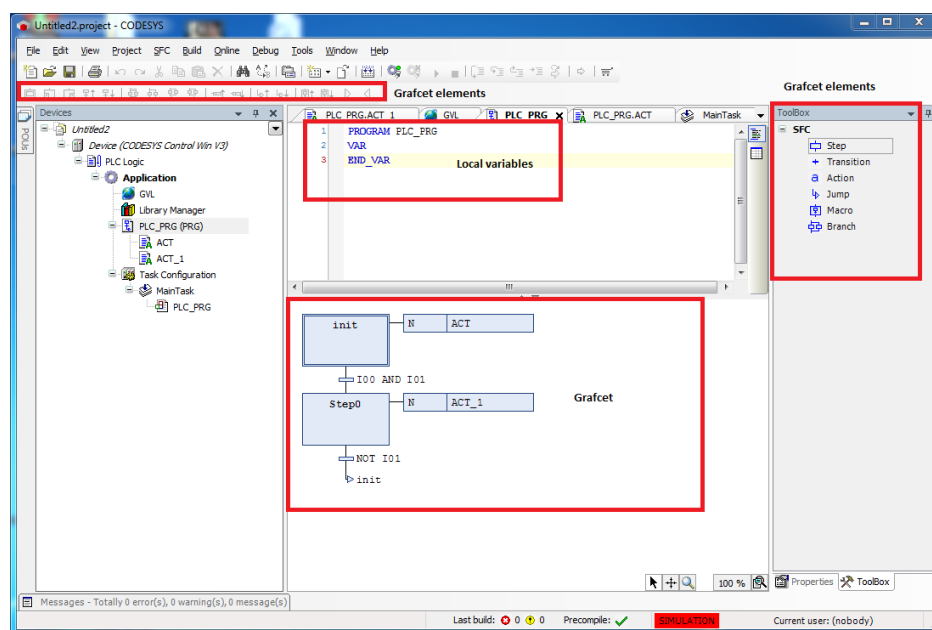 Untitled2.project - CODESYS
File Edit View Project SFC Build Online Debug Tools Window Help
Grafcet elements
Grafcet elements
Devices
PLC_PRG.ACT_1 GVL PLC_PRG PLC_PRG.ACT MainTask
ToolBox
POUs
Untitled2
Device (CODESYS Control Win V3)
PLC Logic
Application
GVL
Library Manager
PLC_PRG (PRG)
ACT
ACT_1
Task Configuration
MainTask
PLC_PRG
1 PROGRAM PLC_PRG
2 VAR
3 END_VAR
Local variables
SFC
Step
Transition
Action
Jump
Macro
Branch
init N ACT
I00 AND I01
Step0 N ACT_1
Grafcet
NOT I01
init
100 %
Properties ToolBox
Messages - Totally 0 error(s), 0 warning(s), 0 message(s)
Last build: 0 0 Precompile: SIMULATION Current user: (nobody)